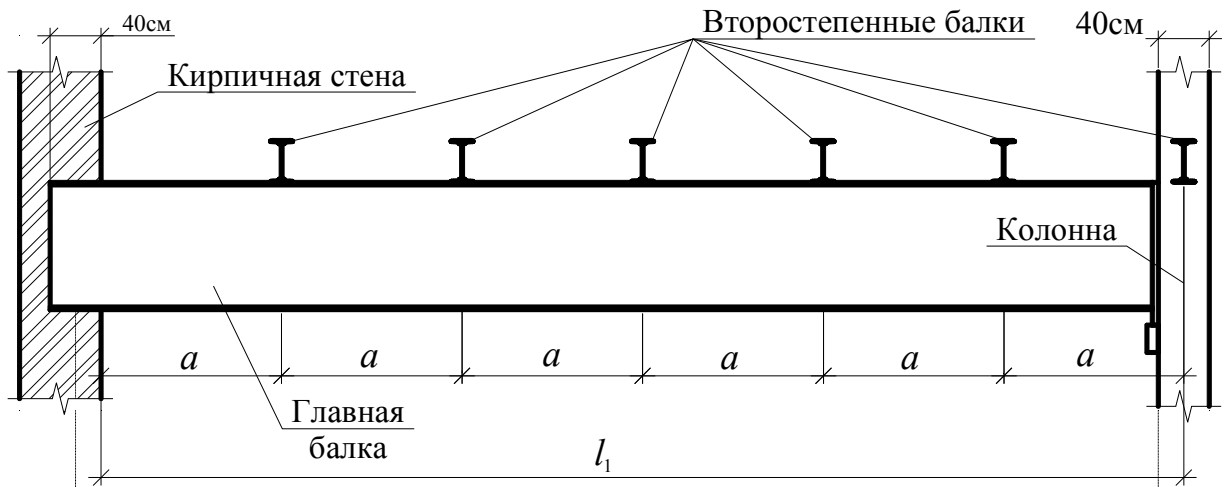 40см
Второстепенные балки
40см
Кирпичная стена
Колонна
a a a a a a
Главная
балка
l₁